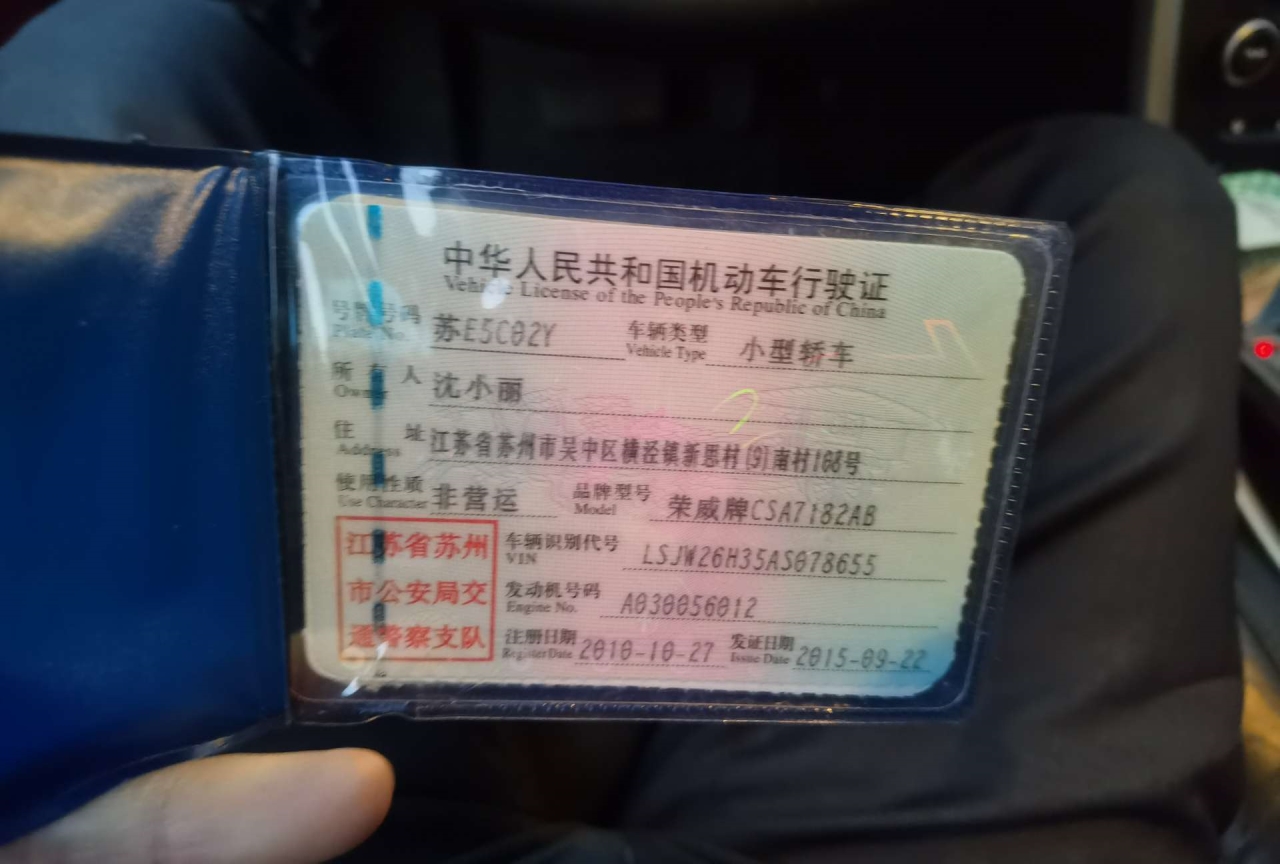 中华人民共和国机动车行驶证
Vehicle License of the People's Republic of China
号牌号码 苏E5C02Y 车辆类型 小型轿车
Plate No. Vehicle Type
所有人 沈小丽
Owner
住址 江苏省苏州市吴中区横泾镇新思村(9)南村168号
Address
使用性质 非营运 品牌型号 荣威牌CSA7182AB
Use Character Model
江苏省苏州
市公安局交
通警察支队
车辆识别代号 LSJW26H35AS078655
VIN
发动机号码 A030056012
Engine No.
注册日期 2010-10-27 发证日期 2015-09-22
Register Date Issue Date